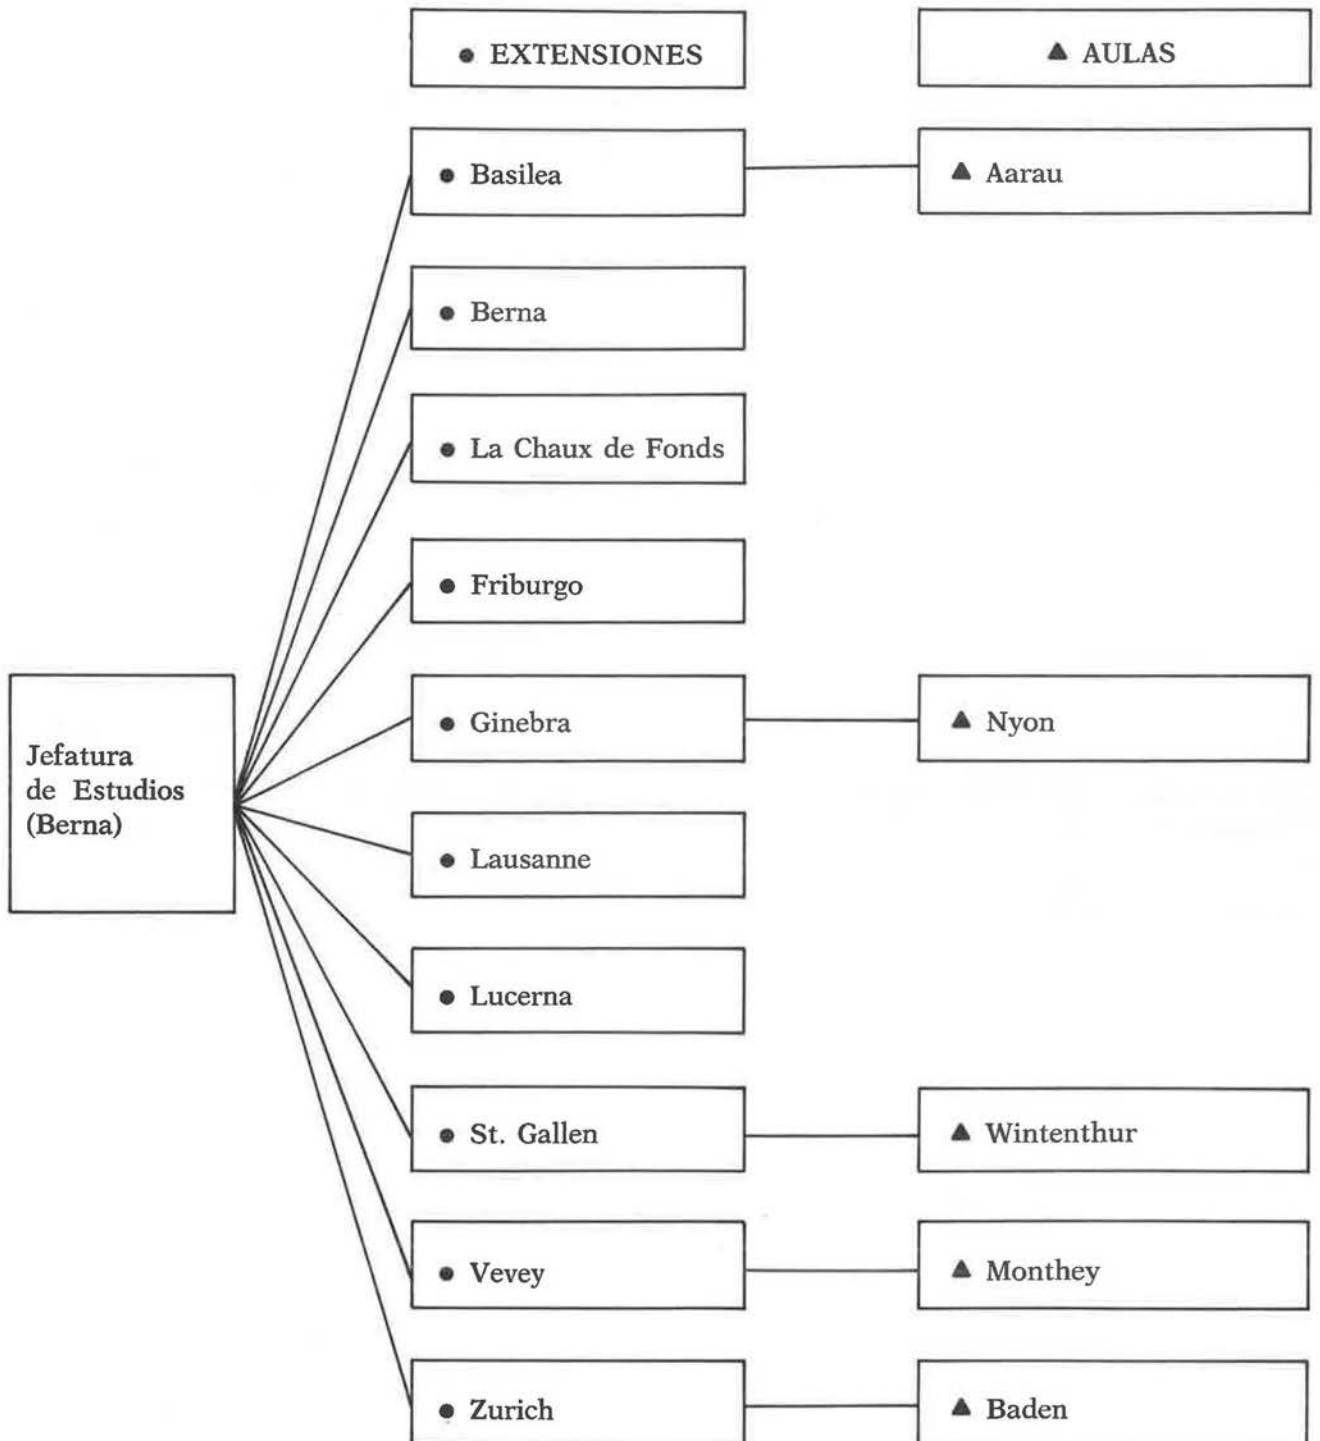 ● EXTENSIONES
▲ AULAS
● Basilea
▲ Aarau
● Berna
● La Chaux de Fonds
● Friburgo
Jefatura
de Estudios
(Berna)
● Ginebra
▲ Nyon
● Lausanne
● Lucerna
● St. Gallen
▲ Wintenthur
● Vevey
▲ Monthey
● Zurich
▲ Baden